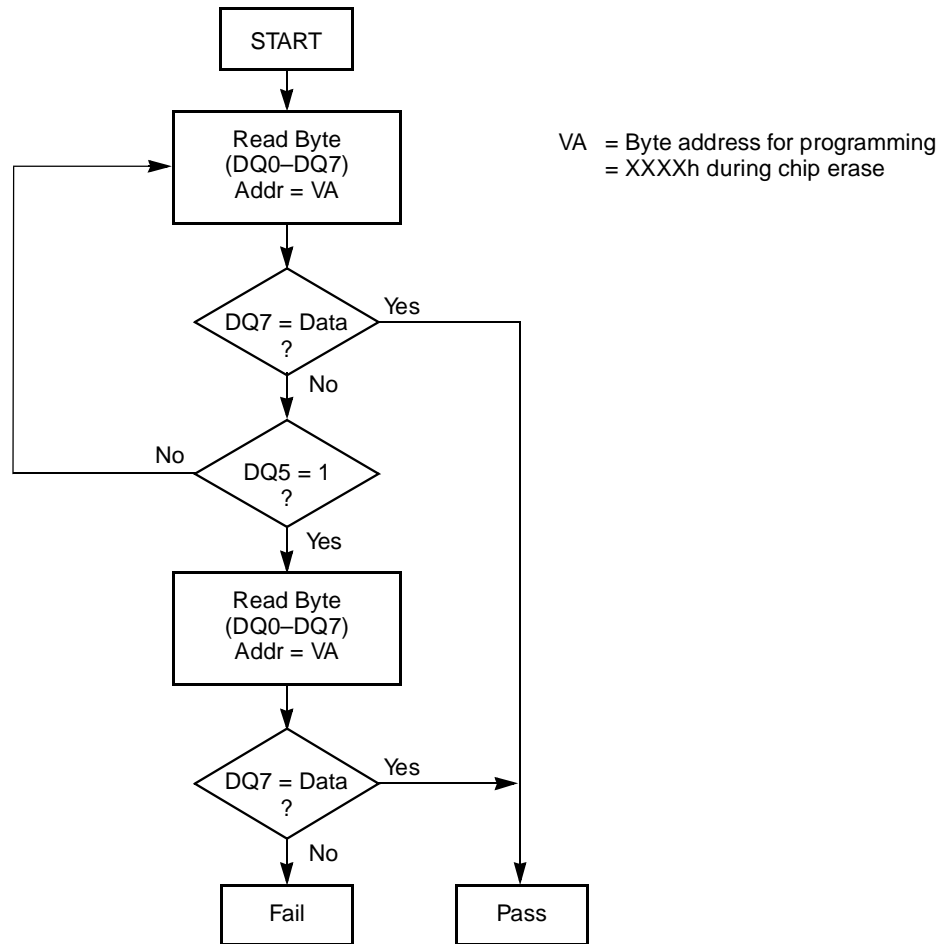 START
Read Byte
(DQ0–DQ7)
Addr = VA
VA = Byte address for programming
= XXXXh during chip erase
DQ7 = Data
?
Yes
No
DQ5 = 1
?
No
Yes
Read Byte
(DQ0–DQ7)
Addr = VA
DQ7 = Data
?
Yes
No
Fail
Pass